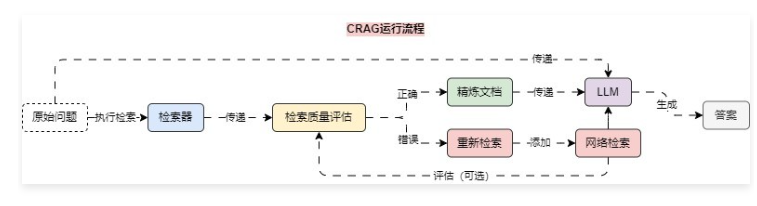 CRAG运行流程
传递
原始问题
执行检索
检索器
传递
检索质量评估
正确
精炼文档
传递
LLM
生成
答案
错误
重新检索
添加
网络检索
评估（可选）